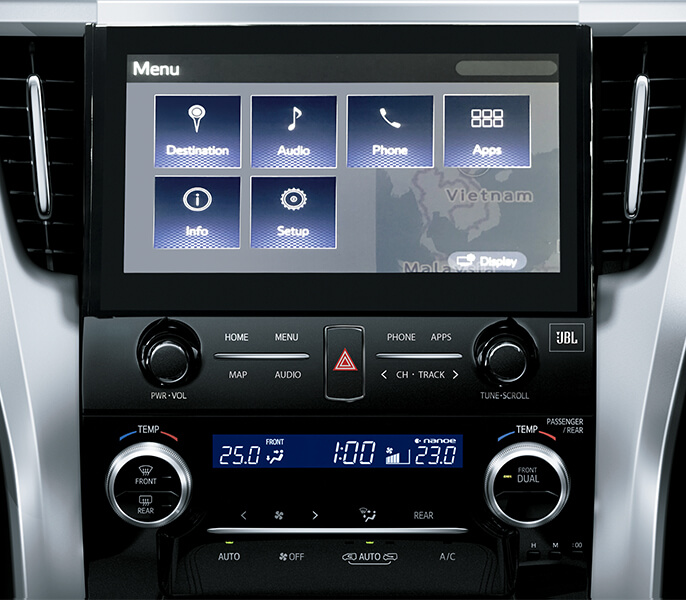 Menu
Destination
Audio
Phone
Apps
Info
Setup
Vietnam
Malaysia
Display
HOME MENU
MAP AUDIO
PHONE APPS
< CH · TRACK >
JBL
PWR·VOL
TUNE·SCROLL
TEMP
FRONT
REAR
25.0 FRONT 1:00 nanoe 23.0
TEMP
PASSENGER
/ REAR
FRONT
DUAL
< > REAR
AUTO OFF AUTO A/C
H M :00